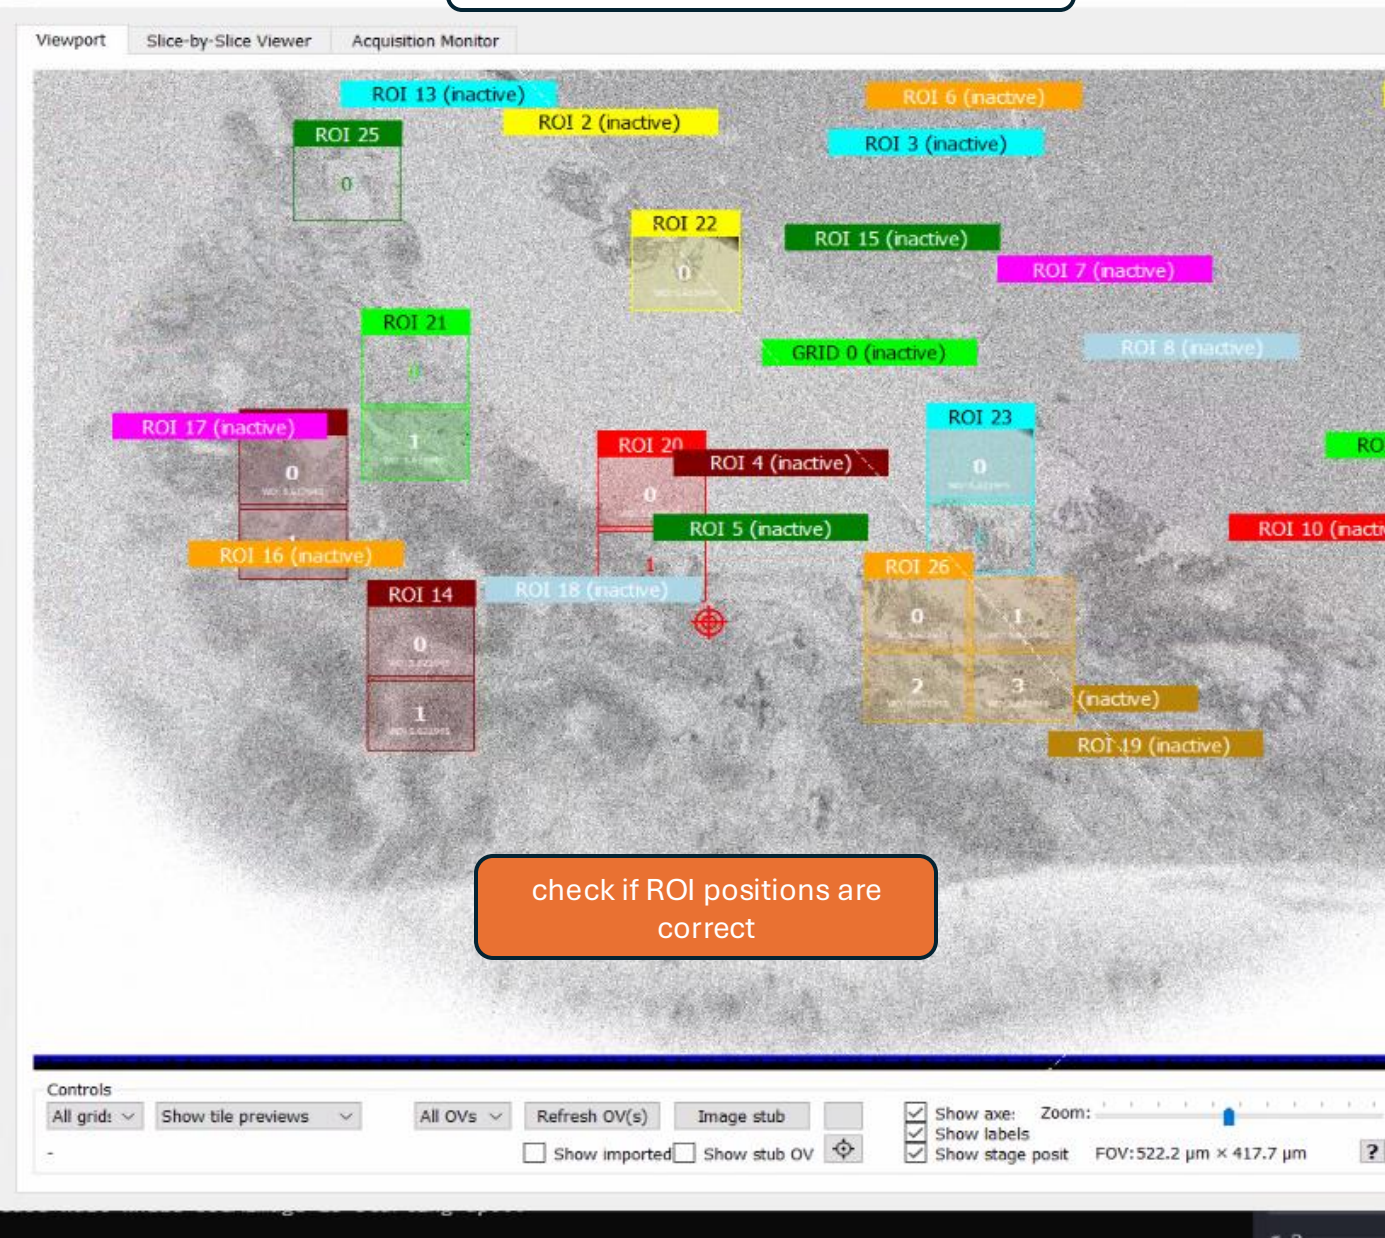 Viewport
Slice-by-Slice Viewer
Acquisition Monitor
ROI 13 (inactive)
ROI 6 (inactive)
ROI 2 (inactive)
ROI 25
ROI 3 (inactive)
0
ROI 22
ROI 15 (inactive)
0
ROI 7 (inactive)
ROI 21
GRID 0 (inactive)
ROI 8 (inactive)
0
ROI 17 (inactive)
ROI 23
1
ROI 20
RO
0
ROI 4 (inactive)
0
0
ROI 5 (inactive)
ROI 10 (inacti
ROI 16 (inactive)
1
ROI 26
ROI 14
ROI 18 (inactive)
0
1
0
2
3
(inactive)
1
ROI 19 (inactive)
check if ROI positions are
correct
Controls
All grid:
Show tile previews
All OVs
Refresh OV(s)
Image stub
Show axe:
Zoom:
Show labels
-
Show imported
Show stub OV
Show stage posit
FOV:522.2 µm × 417.7 µm
?